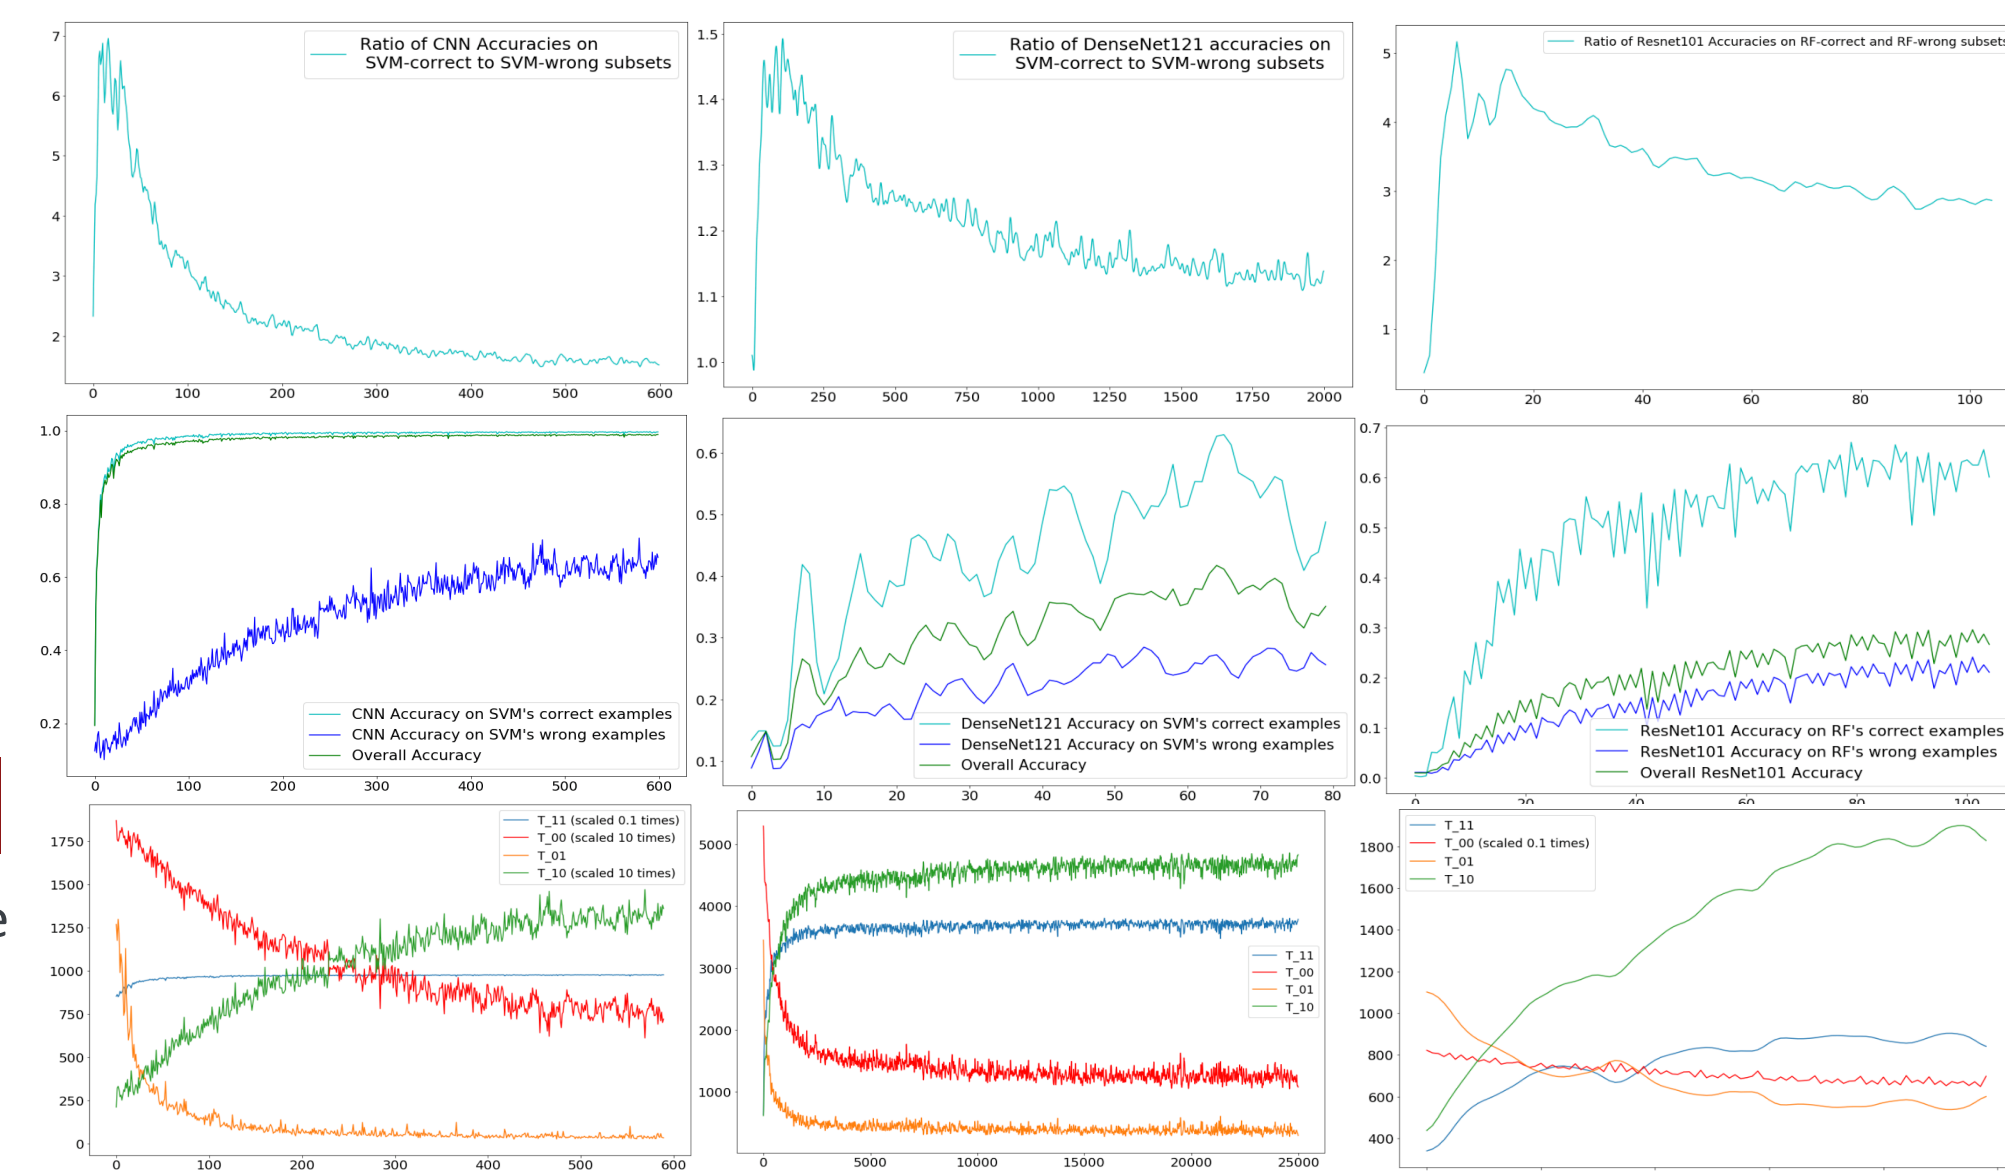 Ratio of CNN Accuracies on
SVM-correct to SVM-wrong subsets
7
6
5
4
3
2
0 100 200 300 400 500 600
Ratio of DenseNet121 accuracies on
SVM-correct to SVM-wrong subsets
1.5
1.4
1.3
1.2
1.1
1.0
0 250 500 750 1000 1250 1500 1750 2000
Ratio of Resnet101 Accuracies on RF-correct and RF-wrong subsets
5
4
3
2
1
0 20 40 60 80 100
1.0
0.8
0.6
0.4
0.2
CNN Accuracy on SVM's correct examples
CNN Accuracy on SVM's wrong examples
Overall Accuracy
0 100 200 300 400 500 600
0.6
0.5
0.4
0.3
0.2
0.1
DenseNet121 Accuracy on SVM's correct examples
DenseNet121 Accuracy on SVM's wrong examples
Overall Accuracy
0 10 20 30 40 50 60 70 80
0.7
0.6
0.5
0.4
0.3
0.2
0.1
0.0
ResNet101 Accuracy on RF's correct examples
ResNet101 Accuracy on RF's wrong examples
Overall ResNet101 Accuracy
0 20 40 60 80 100
e
T_11 (scaled 0.1 times)
T_00 (scaled 10 times)
T_01
T_10 (scaled 10 times)
1750
1500
1250
1000
750
500
250
0
0 100 200 300 400 500 600
5000
4000
3000
2000
1000
T_11
T_00
T_01
T_10
0 5000 10000 15000 20000 25000
T_11
T_00 (scaled 0.1 times)
T_01
T_10
1800
1600
1400
1200
1000
800
600
400